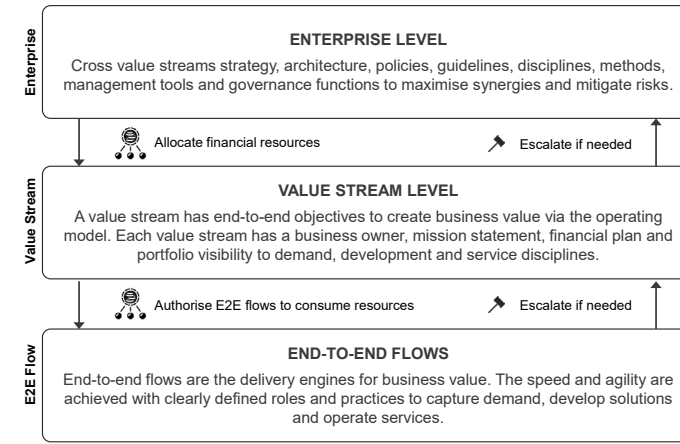 Enterprise
ENTERPRISE LEVEL
Cross value streams strategy, architecture, policies, guidelines, disciplines, methods,
management tools and governance functions to maximise synergies and mitigate risks.
Allocate financial resources
Escalate if needed
Value Stream
VALUE STREAM LEVEL
A value stream has end-to-end objectives to create business value via the operating
model. Each value stream has a business owner, mission statement, financial plan and
portfolio visibility to demand, development and service disciplines.
Authorise E2E flows to consume resources
Escalate if needed
E2E Flow
END-TO-END FLOWS
End-to-end flows are the delivery engines for business value. The speed and agility are
achieved with clearly defined roles and practices to capture demand, develop solutions
and operate services.